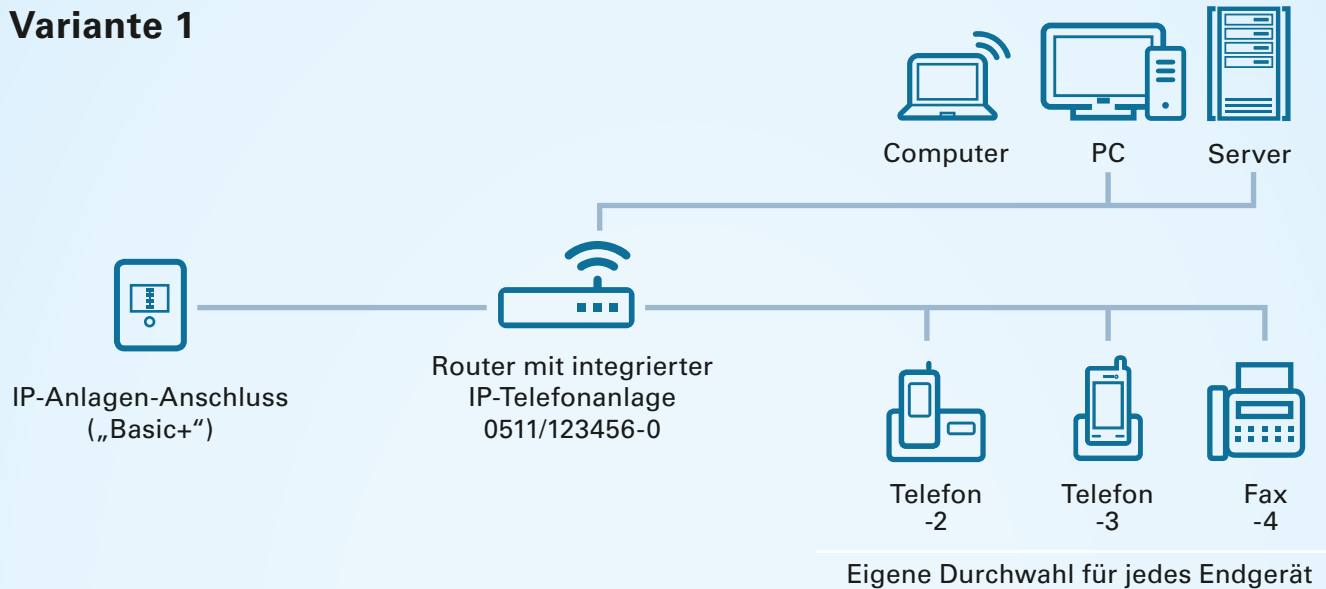 Variante 1
Computer
PC
Server
IP-Anlagen-Anschluss
(„Basic+“)
Router mit integrierter
IP-Telefonanlage
0511/123456-0
Telefon
-2
Telefon
-3
Fax
-4
Eigene Durchwahl für jedes Endgerät